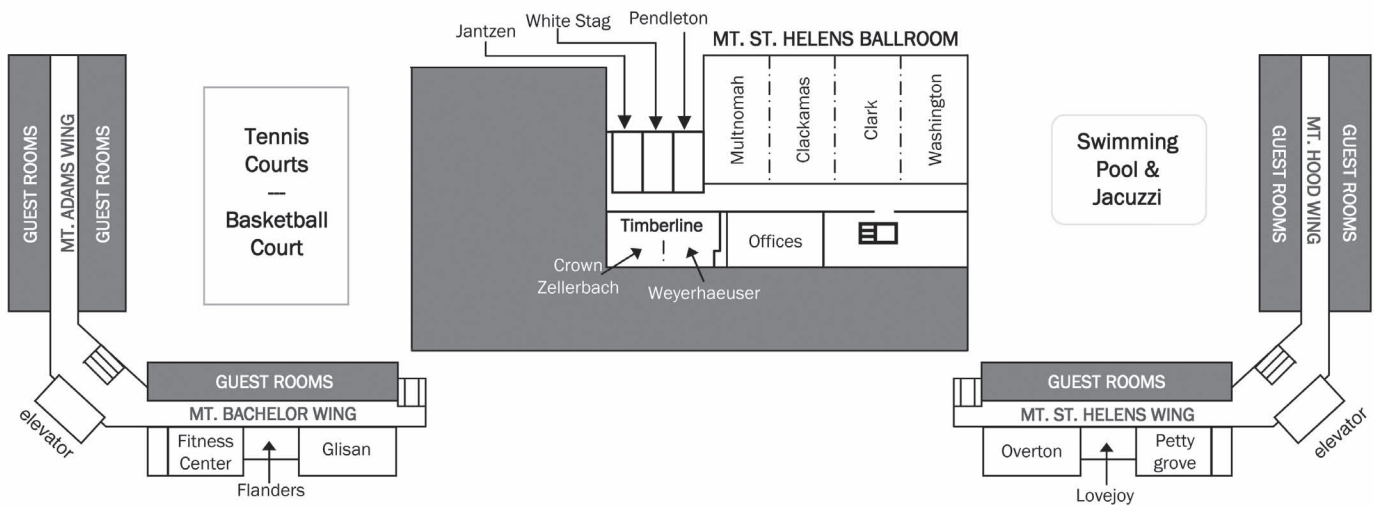 Jantzen
White Stag
Pendleton
MT. ST. HELENS BALLROOM
Multnomah
Clackamas
Clark
Washington
GUEST ROOMS
MT. ADAMS WING
GUEST ROOMS
Tennis
Courts
—
Basketball
Court
Timberline
Crown
Zellerbach
Weyerhaeuser
Offices
Swimming
Pool &
Jacuzzi
GUEST ROOMS
MT. HOOD WING
GUEST ROOMS
elevator
GUEST ROOMS
MT. BACHELOR WING
Fitness
Center
Flanders
Glisan
GUEST ROOMS
MT. ST. HELENS WING
Overton
Lovejoy
Petty
grove
elevator